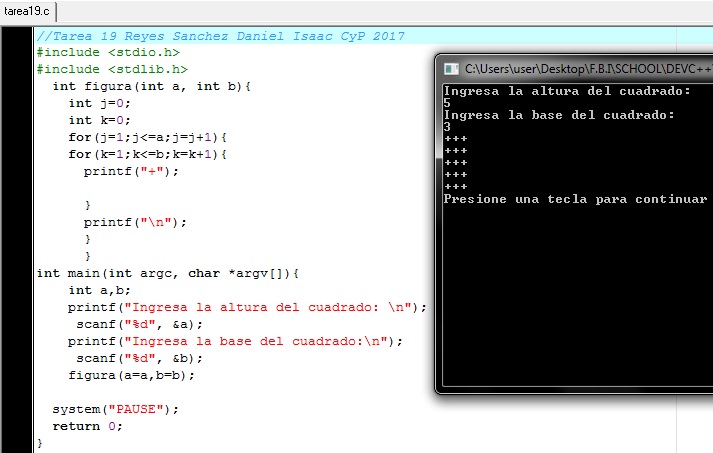 tarea19.c
//Tarea 19 Reyes Sanchez Daniel Isaac CyP 2017
#include <stdio.h>
#include <stdlib.h>
int figura(int a, int b){
int j=0;
int k=0;
for(j=1;j<=a;j=j+1){
for(k=1;k<=b;k=k+1){
printf("+");
}
printf("\n");
}
}
int main(int argc, char *argv[]){
int a,b;
printf("Ingresa la altura del cuadrado: \n");
scanf("%d", &a);
printf("Ingresa la base del cuadrado:\n");
scanf("%d", &b);
figura(a=a,b=b);
system("PAUSE");
return 0;
}
C:\Users\user\Desktop\F.B.I\SCHOOL\DEVC++
Ingresa la altura del cuadrado:
5
Ingresa la base del cuadrado:
3
+++
+++
+++
+++
+++
Presione una tecla para continuar